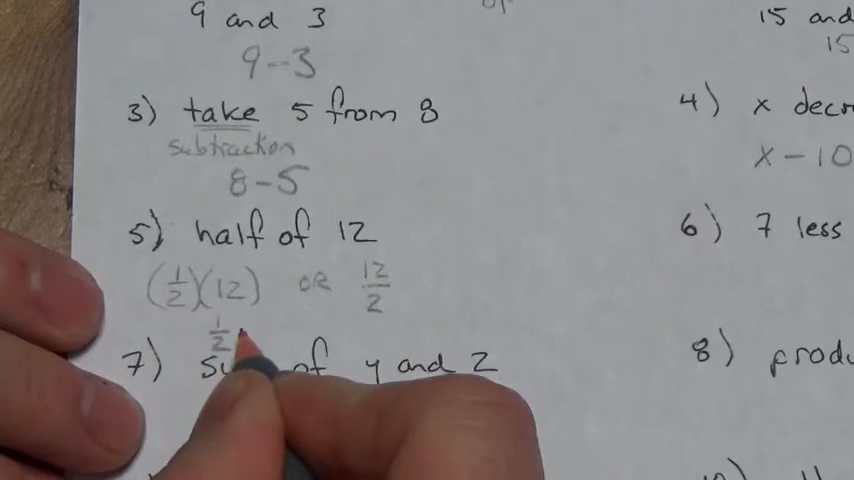 9 and 3
9-3
3) take 5 from 8
subtraction
8-5
5) half of 12
(1/2)(12) OR 12/2
1/2
7) of y and 2
15 and
15
4) x decr
x-10
6) 7 less
8) produ